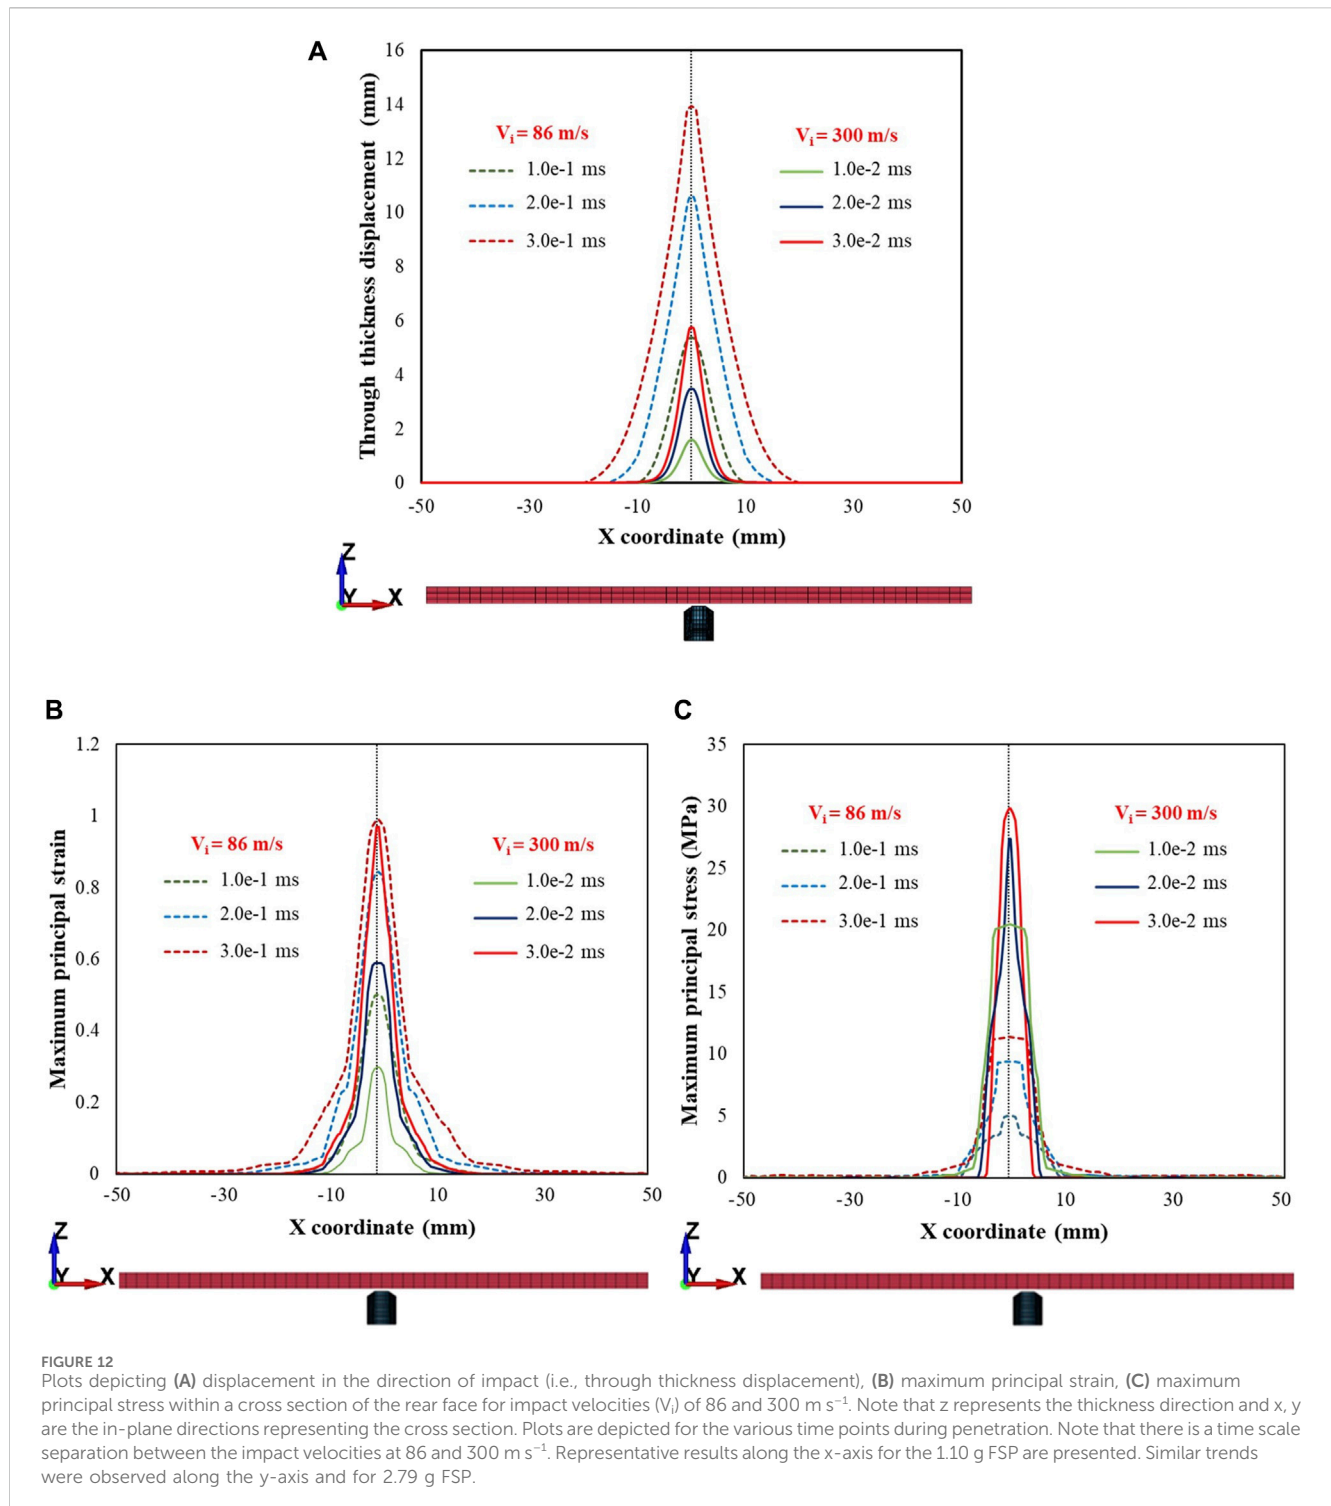 A
16
14
12
10
8
6
4
2
0
Through thickness displacement (mm)
Vi = 86 m/s
1.0e-1 ms
2.0e-1 ms
3.0e-1 ms
Vi = 300 m/s
1.0e-2 ms
2.0e-2 ms
3.0e-2 ms
-50 -30 -10 10 30 50
X coordinate (mm)
Z
Y X
B
1.2
1
0.8
0.6
0.4
0.2
0
Maximum principal strain
Vi = 86 m/s
1.0e-1 ms
2.0e-1 ms
3.0e-1 ms
Vi = 300 m/s
1.0e-2 ms
2.0e-2 ms
3.0e-2 ms
-50 -30 -10 10 30 50
X coordinate (mm)
Z
Y X
C
35
30
25
20
15
10
5
0
Maximum principal stress (MPa)
Vi = 86 m/s
1.0e-1 ms
2.0e-1 ms
3.0e-1 ms
Vi = 300 m/s
1.0e-2 ms
2.0e-2 ms
3.0e-2 ms
-50 -30 -10 10 30 50
X coordinate (mm)
Z
Y X
FIGURE 12
Plots depicting (A) displacement in the direction of impact (i.e., through thickness displacement), (B) maximum principal strain, (C) maximum
principal stress within a cross section of the rear face for impact velocities (Vi) of 86 and 300 m s⁻¹. Note that z represents the thickness direction and x, y
are the in-plane directions representing the cross section. Plots are depicted for the various time points during penetration. Note that there is a time scale
separation between the impact velocities at 86 and 300 m s⁻¹. Representative results along the x-axis for the 1.10 g FSP are presented. Similar trends
were observed along the y-axis and for 2.79 g FSP.